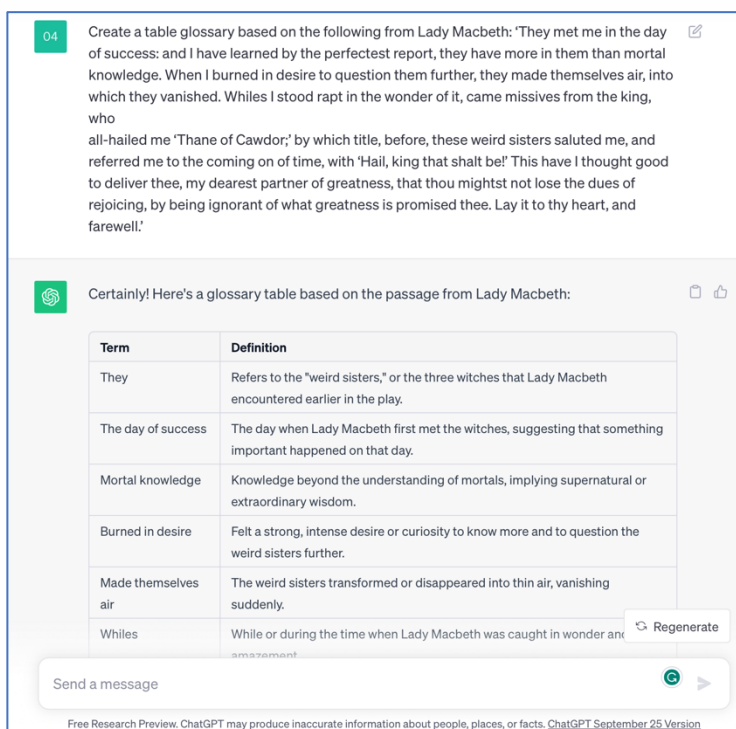 04
Create a table glossary based on the following from Lady Macbeth: ‘They met me in the day
of success: and I have learned by the perfectest report, they have more in them than mortal
knowledge. When I burned in desire to question them further, they made themselves air, into
which they vanished. Whiles I stood rapt in the wonder of it, came missives from the king,
who
all-hailed me ‘Thane of Cawdor;’ by which title, before, these weird sisters saluted me, and
referred me to the coming on of time, with ‘Hail, king that shalt be!’ This have I thought good
to deliver thee, my dearest partner of greatness, that thou mightst not lose the dues of
rejoicing, by being ignorant of what greatness is promised thee. Lay it to thy heart, and
farewell.’
Certainly! Here's a glossary table based on the passage from Lady Macbeth:
Term Definition
They Refers to the "weird sisters," or the three witches that Lady Macbeth
encountered earlier in the play.
The day of success The day when Lady Macbeth first met the witches, suggesting that something
important happened on that day.
Mortal knowledge Knowledge beyond the understanding of mortals, implying supernatural or
extraordinary wisdom.
Burned in desire Felt a strong, intense desire or curiosity to know more and to question the
weird sisters further.
Made themselves The weird sisters transformed or disappeared into thin air, vanishing
air suddenly.
Whiles While or during the time when Lady Macbeth was caught in wonder and
amazement
Regenerate
Send a message
Free Research Preview. ChatGPT may produce inaccurate information about people, places, or facts. ChatGPT September 25 Version